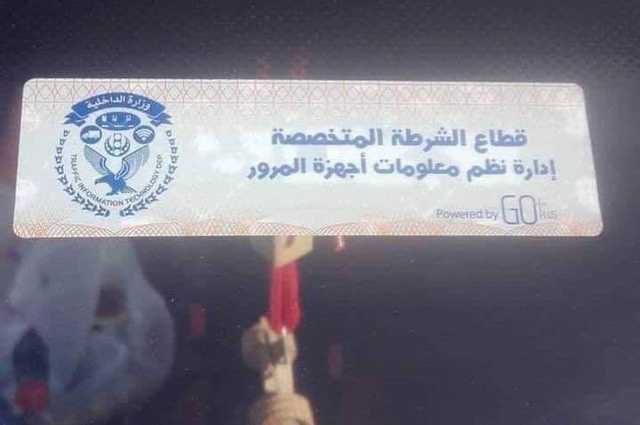 وزارة الداخلية
TRAFFIC INFORMATION TECHNOLOGY DEP
قطاع الشرطة المتخصصة
إدارة نظم معلومات أجهزة المرور
Powered by GO